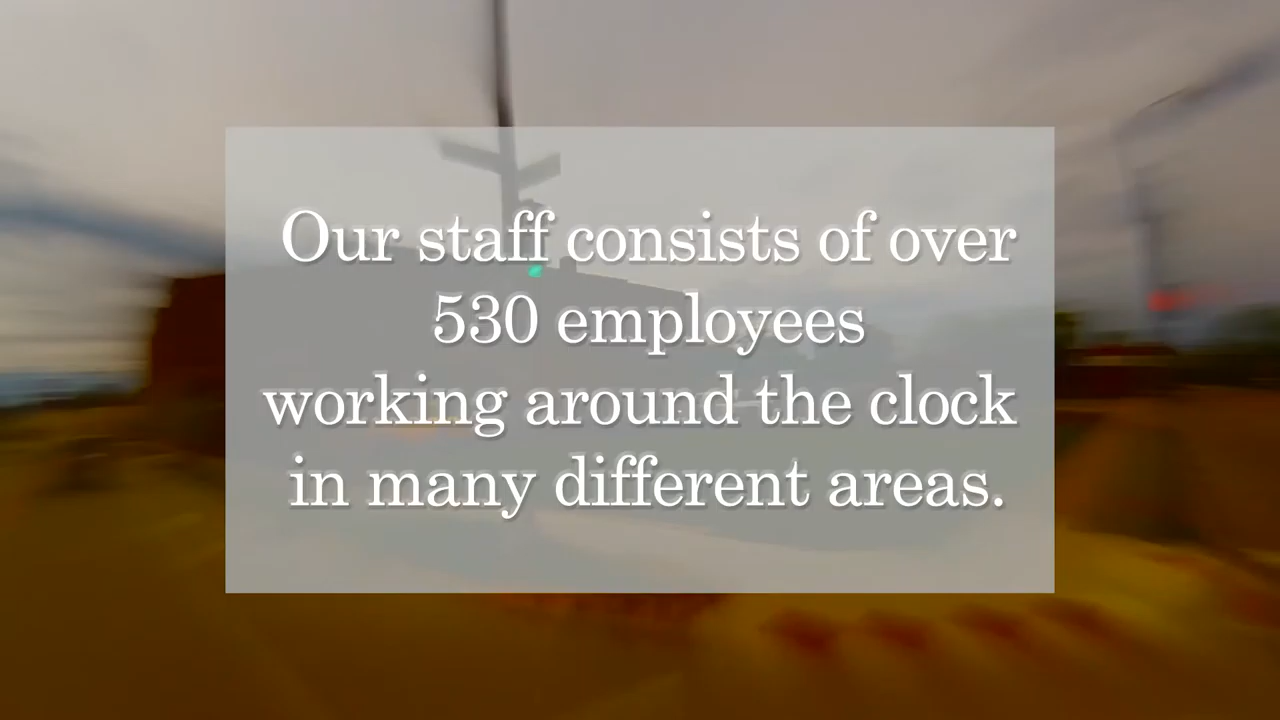 Our staff consists of over
530 employees
working around the clock
in many different areas.